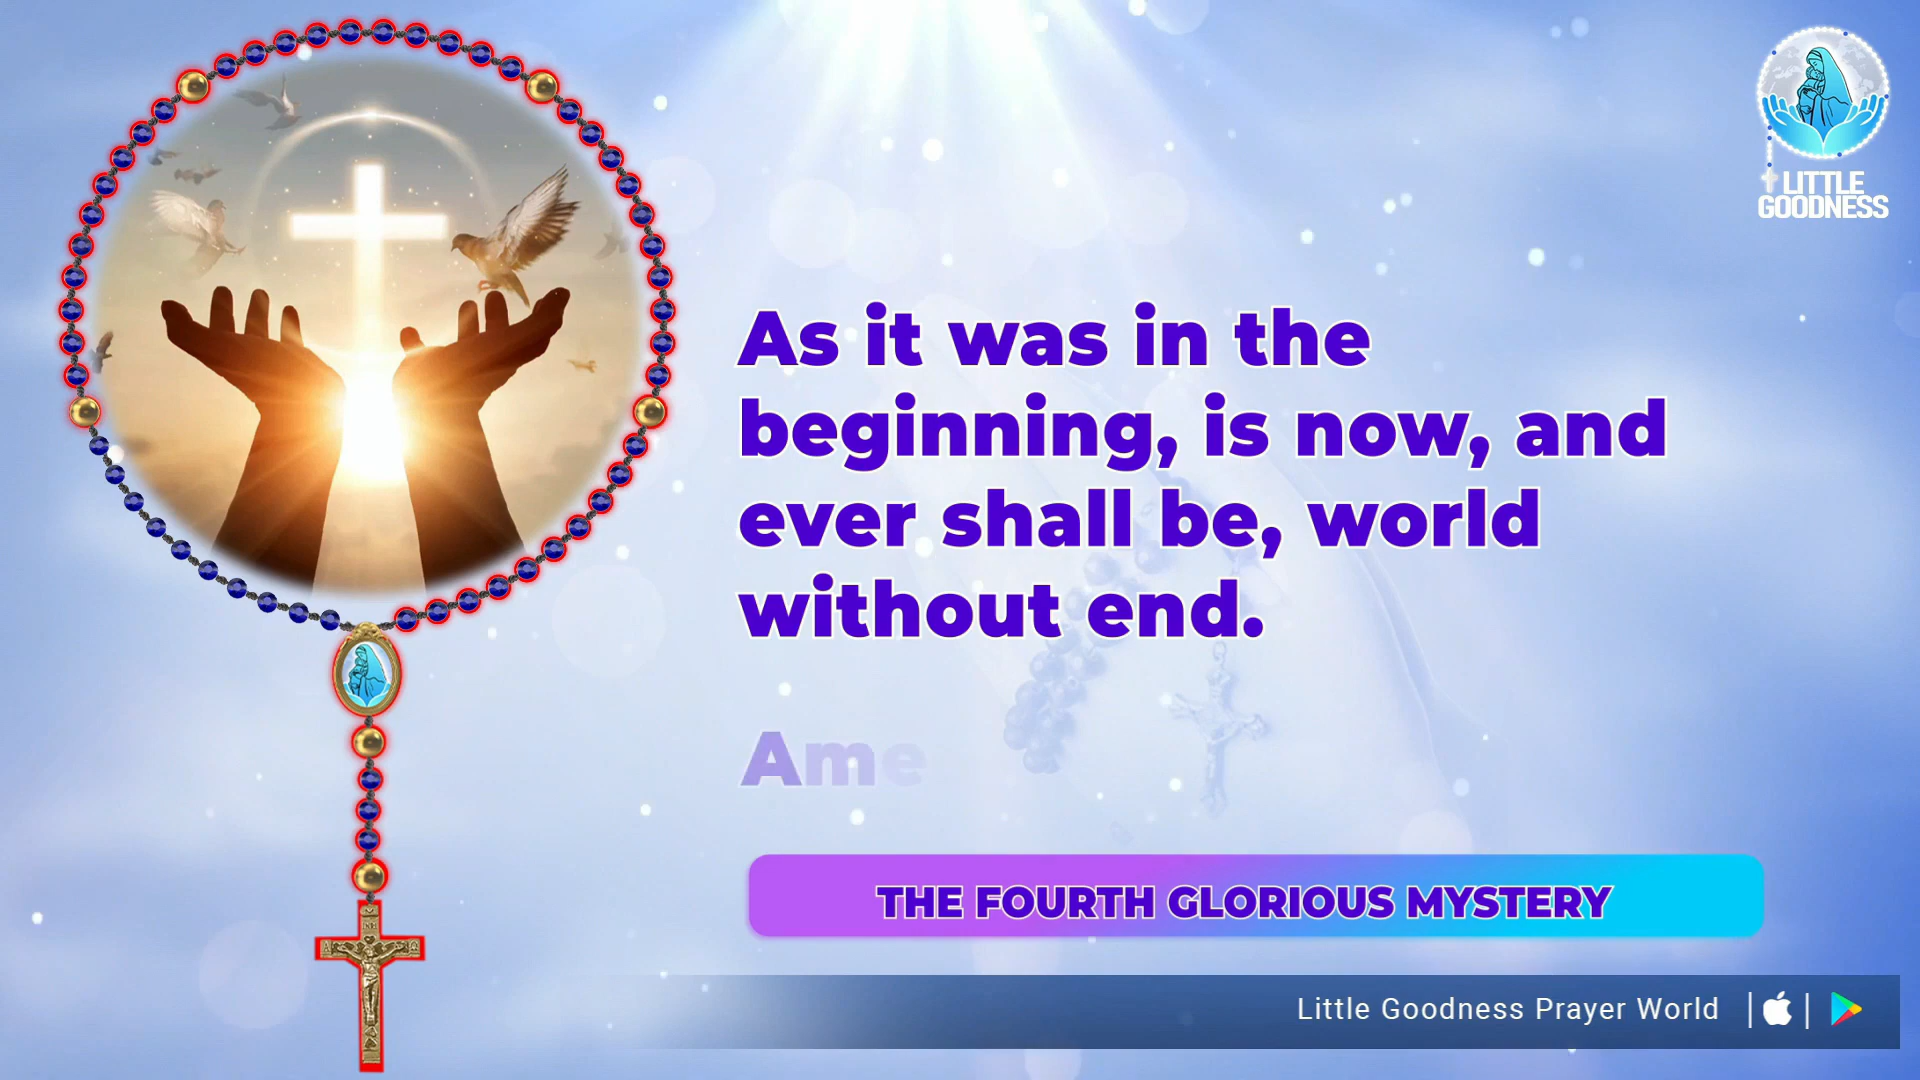 LITTLE
GOODNESS
As it was in the
beginning, is now, and
ever shall be, world
without end.
Ame
THE FOURTH GLORIOUS MYSTERY
Little Goodness Prayer World